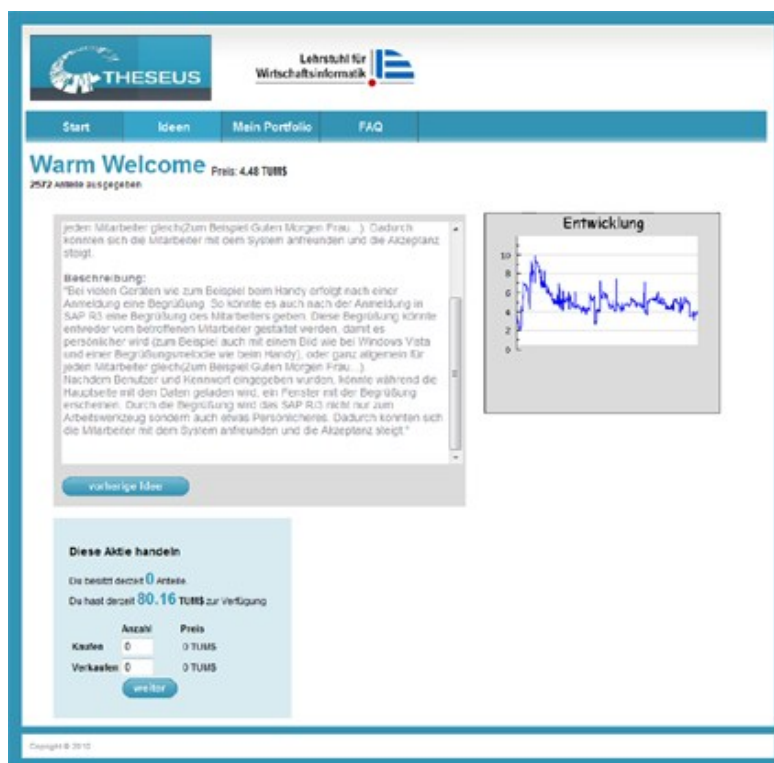 THESEUS
Lehrstuhl für
Wirtschaftsinformatik
Start Ideen Mein Portfolio FAQ
Warm Welcome Preis: 4.48 TUM$
2572 Anteile ausgegeben
jeden Mitarbeiter gleich(Zum Beispiel Guten Morgen Frau...). Dadurch
könnten sich die Mitarbeiter mit dem System anfreunden und die Akzeptanz
steigt.
Beschreibung:
"Bei vielen Geräten wie zum Beispiel beim Handy erfolgt nach einer
Anmeldung eine Begrüßung. So könnte es auch nach der Anmeldung in
SAP R3 eine Begrüßung des Mitarbeiters geben. Diese Begrüßung könnte
entweder vom betroffenen Mitarbeiter gestaltet werden, damit es
persönlicher wird (zum Beispiel auch mit einem Bild wie bei Windows Vista
und einer Begrüßungsmelodie wie beim Handy), oder ganz allgemein für
jeden Mitarbeiter gleich(Zum Beispiel Guten Morgen Frau...)
Nachdem Benutzer und Kennwort eingegeben wurden, könnte während die
Hauptseite mit den Daten geladen wird, ein Fenster mit der Begrüßung
erscheinen. Durch die Begrüßung wird das SAP R/3 nicht nur zum
Arbeitswerkzeug sondern auch etwas Persönlicheres. Dadurch könnten sich
die Mitarbeiter mit dem System anfreunden und die Akzeptanz steigt."
vorherige Idee
Entwicklung
10
8
6
4
2
0
Diese Aktie handeln
Du besitzt derzeit 0 Anteile.
Du hast derzeit 80.16 TUM$ zur Verfügung
Anzahl Preis
Kaufen 0 0 TUM$
Verkaufen 0 0 TUM$
weiter
Copyright © 2010